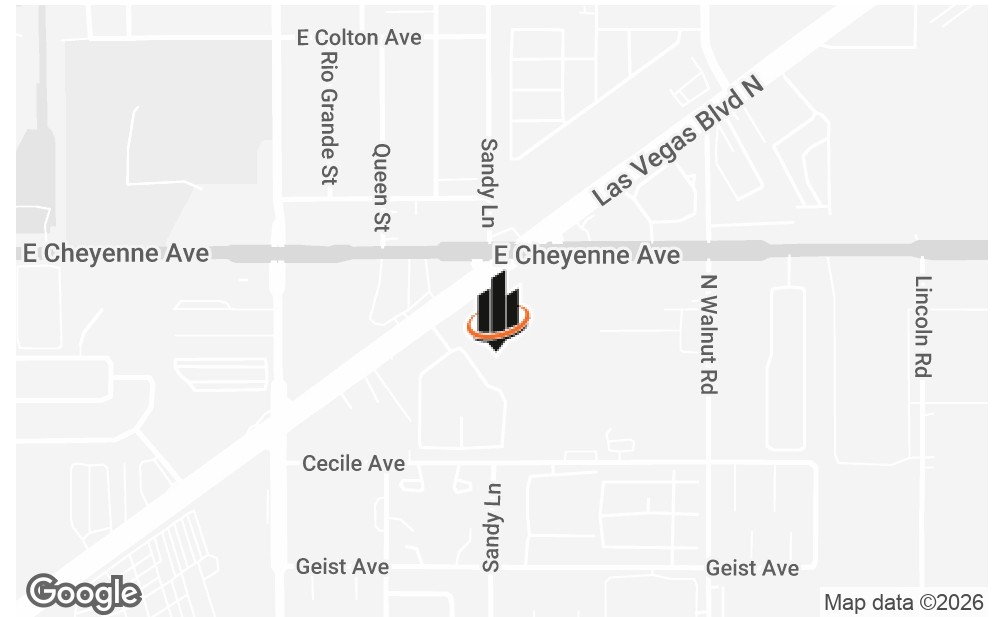 E Colton Ave
Rio Grande St
Queen St
Sandy Ln
Las Vegas Blvd N
E Cheyenne Ave
E Cheyenne Ave
N Walnut Rd
Lincoln Rd
Cecile Ave
Sandy Ln
Geist Ave
Geist Ave
Google
Map data ©2026